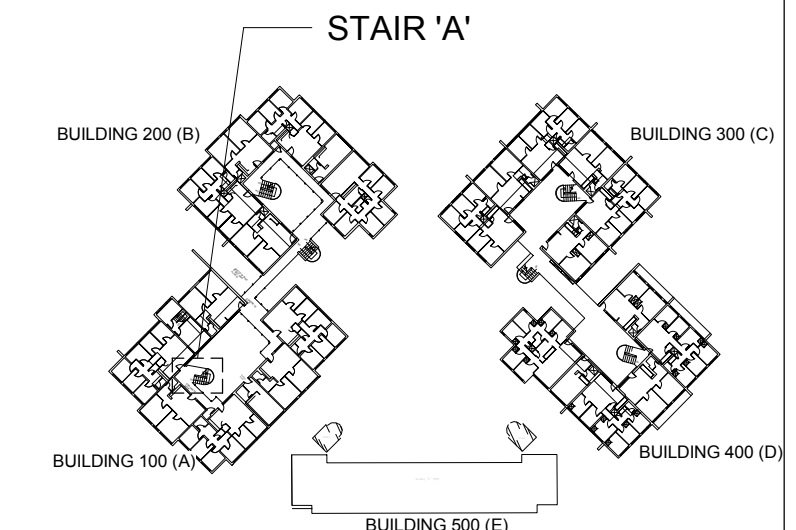 STAIR 'A'
BUILDING 200 (B)
BUILDING 300 (C)
BUILDING 100 (A)
BUILDING 400 (D)
BUILDING 500 (E)